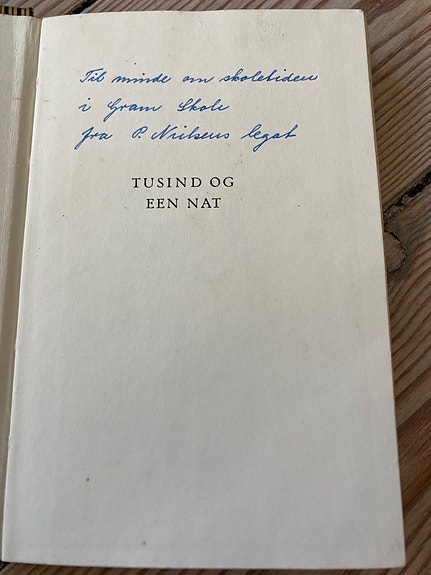 Til minde om skoletiden
i Gram Skole
fra P. Nielsens legat
TUSIND OG
EEN NAT